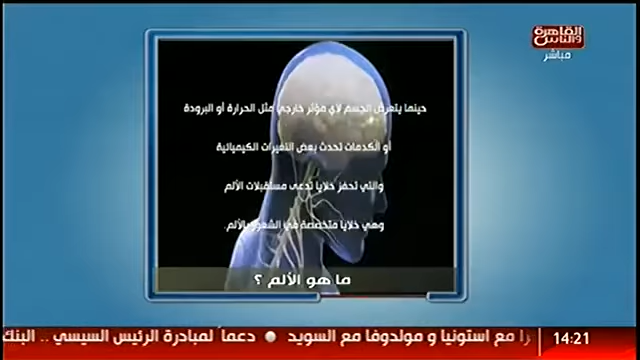 القاهرة
والناس
مباشر
حينما يتعرض الجسم لأي مؤثر خارجي مثل الحرارة أو البرودة
أو الكدمات تحدث بعض التغيرات الكيميائية
والتي تحفز خلايا تدعى مستقبلات الألم
وهي خلايا متخصصة في الشعور بالألم.
ما هو الألم ؟
14:21
را مع استونيا و مولدوفا مع السويد ● دعماً لمبادرة الرئيس السيسي .. البنك